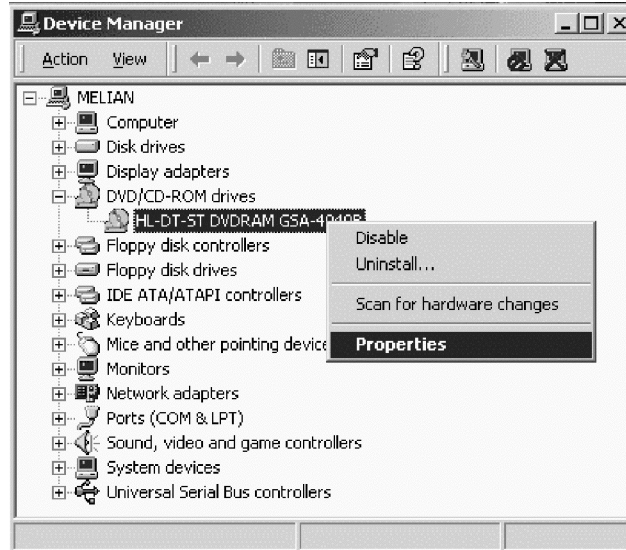 Device Manager
Action View
MELIAN
Computer
Disk drives
Display adapters
DVD/CD-ROM drives
HL-DT-ST DVDRAM GSA-4040B
Floppy disk controllers
Floppy disk drives
IDE ATA/ATAPI controllers
Keyboards
Mice and other pointing device
Monitors
Network adapters
Ports (COM & LPT)
Sound, video and game controllers
System devices
Universal Serial Bus controllers
Disable
Uninstall...
Scan for hardware changes
Properties